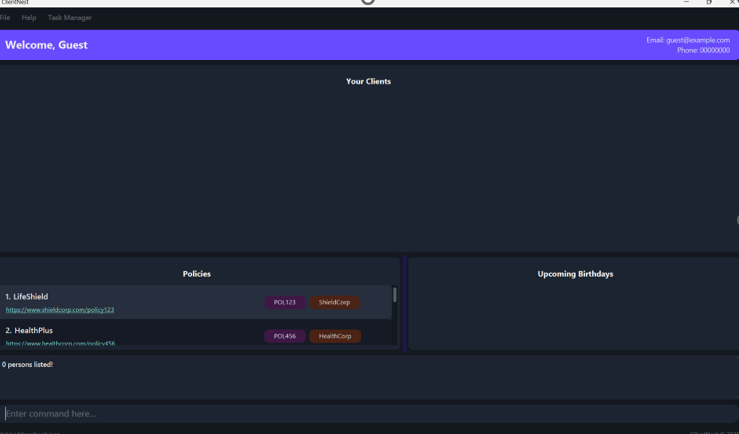 ClientNest
File Help Task Manager
Welcome, Guest
Email: guest@example.com
Phone: 00000000
Your Clients
Policies
1. LifeShield
https://www.shieldcorp.com/policy123
POL123
ShieldCorp
2. HealthPlus
https://www.healthcorp.com/policy456
POL456
HealthCorp
Upcoming Birthdays
0 persons listed!
Enter command here...